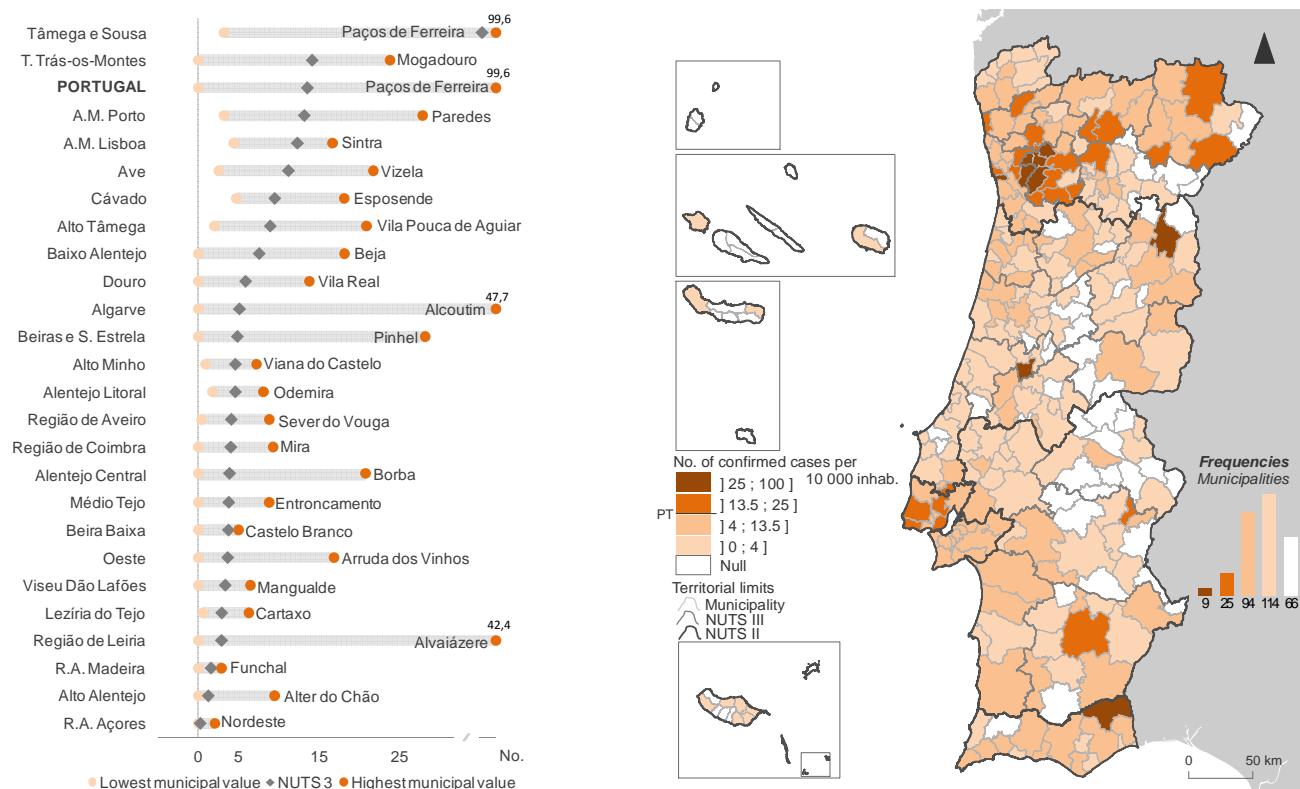 99,6
Tâmega e Sousa Paços de Ferreira
T. Trás-os-Montes Mogadouro
99,6
PORTUGAL Paços de Ferreira
A.M. Porto Paredes
A.M. Lisboa Sintra
Ave Vizela
Cávado Esposende
Alto Tâmega Vila Pouca de Aguiar
Baixo Alentejo Beja
Douro Vila Real
47,7
Algarve Alcoutim
Beiras e S. Estrela Pinhel
Alto Minho Viana do Castelo
Alentejo Litoral Odemira
Região de Aveiro Sever do Vouga
Região de Coimbra Mira
Alentejo Central Borba
Médio Tejo Entroncamento
Beira Baixa Castelo Branco
Oeste Arruda dos Vinhos
Viseu Dão Lafões Mangualde
Lezíria do Tejo Cartaxo
42,4
Região de Leiria Alvaiázere
R.A. Madeira Funchal
Alto Alentejo Alter do Chão
R.A. Açores Nordeste
0 5 15 25 No.
Lowest municipal value NUTS 3 Highest municipal value
No. of confirmed cases per
10 000 inhab.
] 25 ; 100 ]
] 13.5 ; 25 ]
PT
] 4 ; 13.5 ]
] 0 ; 4 ]
Null
Territorial limits
Municipality
NUTS III
NUTS II
Frequencies
Municipalities
9 25 94 114 66
0 50 km